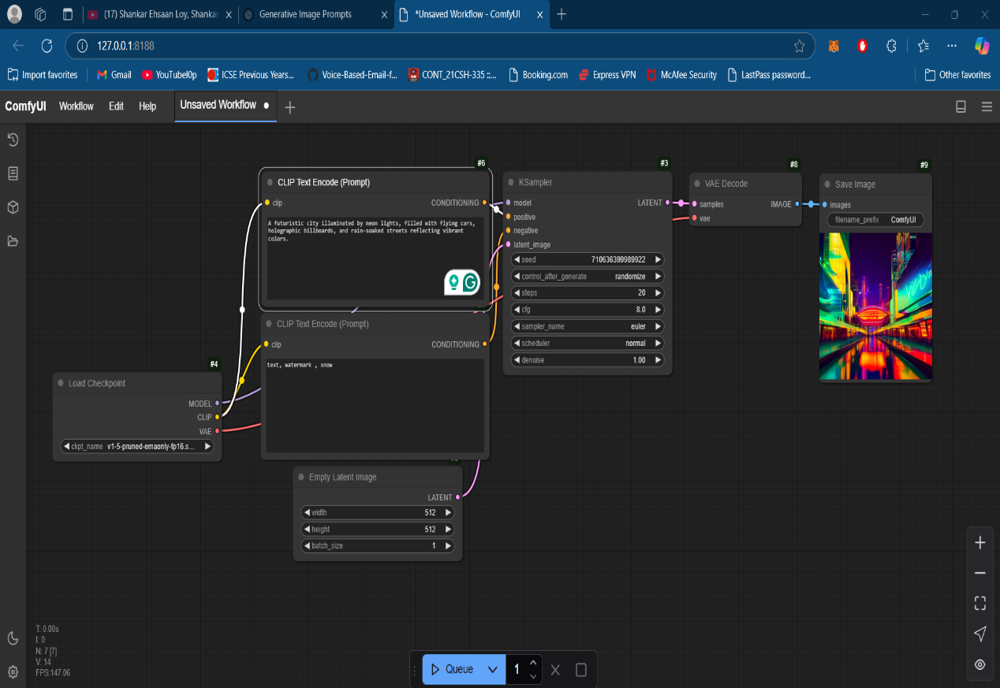 (17) Shankar Ehsaan Loy, Shankar
Generative Image Prompts
*Unsaved Workflow - ComfyUI
127.0.0.1:8188
Import favorites
Gmail
YouTubel0p
ICSE Previous Years...
Voice-Based-Email-f...
CONT_21CSH-335 ::...
Booking.com
Express VPN
McAfee Security
LastPass password...
Other favorites
ComfyUI
Workflow
Edit
Help
Unsaved Workflow
#6
CLIP Text Encode (Prompt)
clip
CONDITIONING
A futuristic city illuminated by neon lights, filled with flying cars,
holographic billboards, and rain-soaked streets reflecting vibrant
colors.
CLIP Text Encode (Prompt)
clip
CONDITIONING
text, watermark , snow
#4
Load Checkpoint
MODEL
CLIP
VAE
ckpt_name v1-5-pruned-emaonly-fp16.s...
Empty Latent Image
LATENT
width 512
height 512
batch_size 1
#3
KSampler
model
LATENT
positive
negative
latent_image
seed 710636399989922
control_after_generate randomize
steps 20
cfg 8.0
sampler_name euler
scheduler normal
denoise 1.00
#8
VAE Decode
samples
IMAGE
vae
#9
Save Image
images
filename_prefix ComfyUI
T: 0.00s
I: 0
N: 7 [7]
V: 14
FPS:147.06
Queue
1